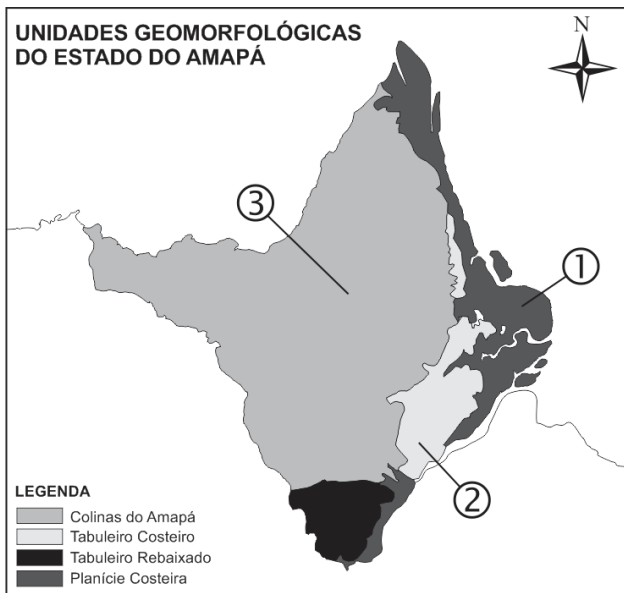 UNIDADES GEOMORFOLÓGICAS
DO ESTADO DO AMAPÁ
N
3
1
2
LEGENDA
Colinas do Amapá
Tabuleiro Costeiro
Tabuleiro Rebaixado
Planície Costeira